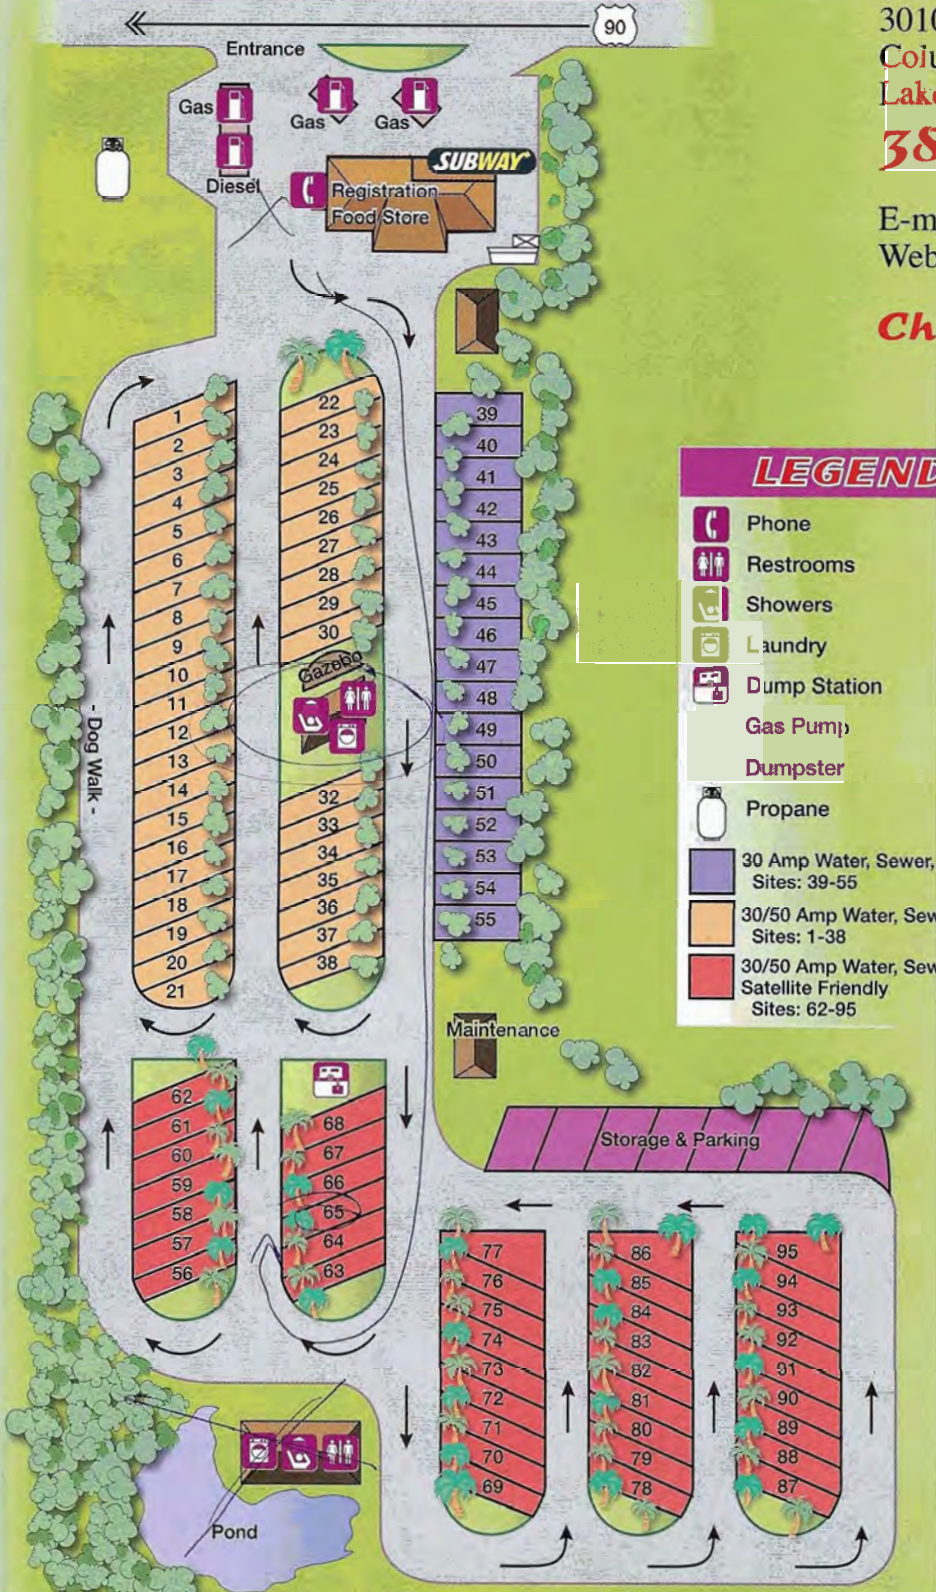 90
Entrance
Gas
Gas
Gas
Diesel
SUBWAY
Registration
Food Store
3010
Colu
Lake
38
E-m
Web
Ch
1
2
3
4
5
6
7
8
9
10
11
12
13
14
15
16
17
18
19
20
21
22
23
24
25
26
27
28
29
30
Gazebo
32
33
34
35
36
37
38
39
40
41
42
43
44
45
46
47
48
49
50
51
52
53
54
55
- Dog Walk -
LEGEND
Phone
Restrooms
Showers
Laundry
Dump Station
Gas Pump
Dumpster
Propane
30 Amp Water, Sewer,
Sites: 39-55
30/50 Amp Water, Sew
Sites: 1-38
30/50 Amp Water, Sew
Satellite Friendly
Sites: 62-95
Maintenance
Storage & Parking
62
61
60
59
58
57
56
68
67
66
65
64
63
77
76
75
74
73
72
71
70
69
86
85
84
83
82
81
80
79
78
95
94
93
92
91
90
89
88
87
Pond